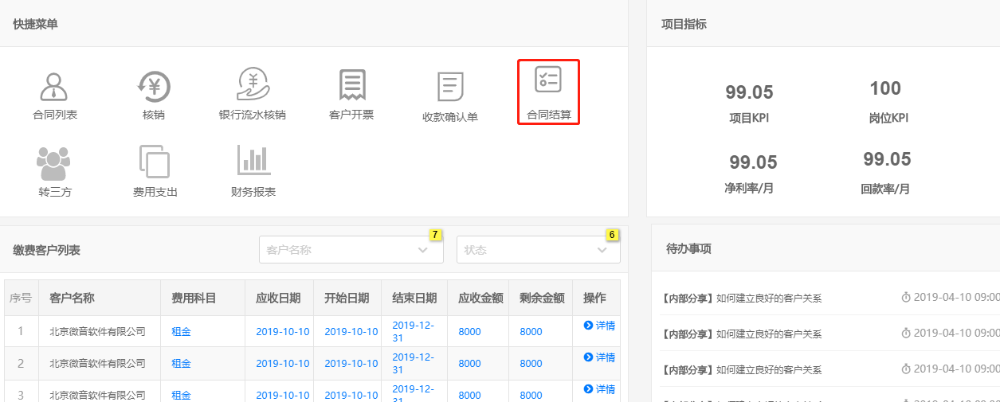 快捷菜单
合同列表 核销 银行流水核销 客户开票 收款确认单 合同结算
转三方 费用支出 财务报表
项目指标
99.05 100
项目KPI 岗位KPI
99.05 99.05
净利率/月 回款率/月
缴费客户列表 客户名称 7 状态 6
序号 客户名称 费用科目 应收日期 开始日期 结束日期 应收金额 剩余金额 操作
1 北京微音软件有限公司 租金 2019-10-10 2019-10-10 2019-12-31 8000 8000 详情
2 北京微音软件有限公司 租金 2019-10-10 2019-10-10 2019-12-31 8000 8000 详情
3 北京微音软件有限公司 租金 2019-10-10 2019-10-10 2019-12- 8000 8000 详情
待办事项
【内部分享】如何建立良好的客户关系 2019-04-10 09:00
【内部分享】如何建立良好的客户关系 2019-04-10 09:00
【内部分享】如何建立良好的客户关系 2019-04-10 09:00